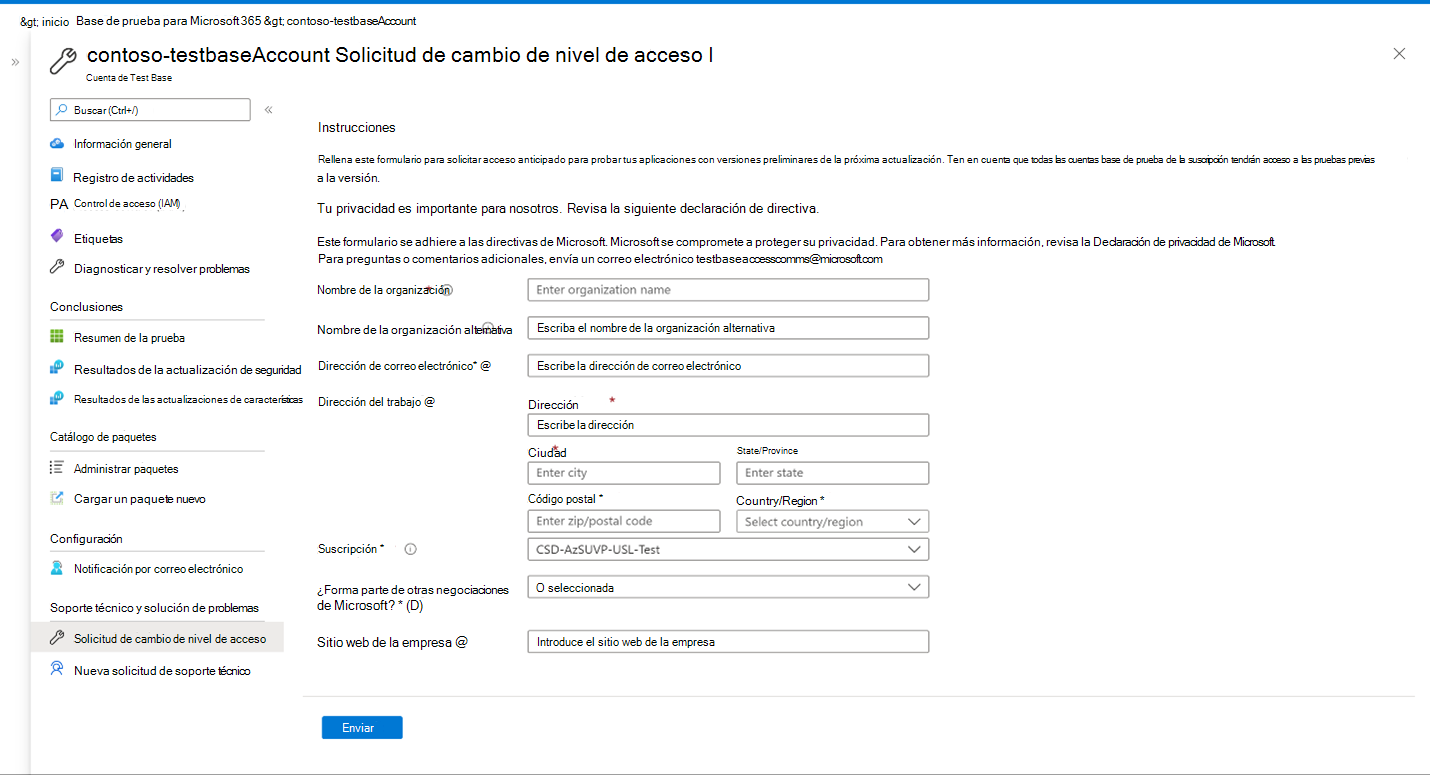 &gt; inicio Base de prueba para Microsoft 365 &gt; contoso-testbaseAccount
»
contoso-testbaseAccount Solicitud de cambio de nivel de acceso |
Cuenta de Test Base
Buscar (Ctrl+/)
«
Información general
Registro de actividades
PA Control de acceso (IAM)
Etiquetas
Diagnosticar y resolver problemas
Conclusiones
Resumen de la prueba
Resultados de la actualización de seguridad
Resultados de las actualizaciones de características
Catálogo de paquetes
Administrar paquetes
Cargar un paquete nuevo
Configuración
Notificación por correo electrónico
Soporte técnico y solución de problemas
Solicitud de cambio de nivel de acceso
Nueva solicitud de soporte técnico
Instrucciones
Rellena este formulario para solicitar acceso anticipado para probar tus aplicaciones con versiones preliminares de la próxima actualización. Ten en cuenta que todas las cuentas base de prueba de la suscripción tendrán acceso a las pruebas previas
a la versión.
Tu privacidad es importante para nosotros. Revisa la siguiente declaración de directiva.
Este formulario se adhiere a las directivas de Microsoft. Microsoft se compromete a proteger su privacidad. Para obtener más información, revisa la Declaración de privacidad de Microsoft.
Para preguntas o comentarios adicionales, envía un correo electrónico testbaseaccesscomms@microsoft.com
Nombre de la organización *
Enter organization name
Nombre de la organización alternativa
Escriba el nombre de la organización alternativa
Dirección de correo electrónico* @
Escribe la dirección de correo electrónico
Dirección del trabajo @
Dirección *
Escribe la dirección
Ciudad * State/Province
Enter city Enter state
Código postal * Country/Region *
Enter zip/postal code Select country/region
Suscripción *
CSD-AzSUVP-USL-Test
¿Forma parte de otras negociaciones
de Microsoft? * (D)
O seleccionada
Sitio web de la empresa @
Introduce el sitio web de la empresa
Enviar